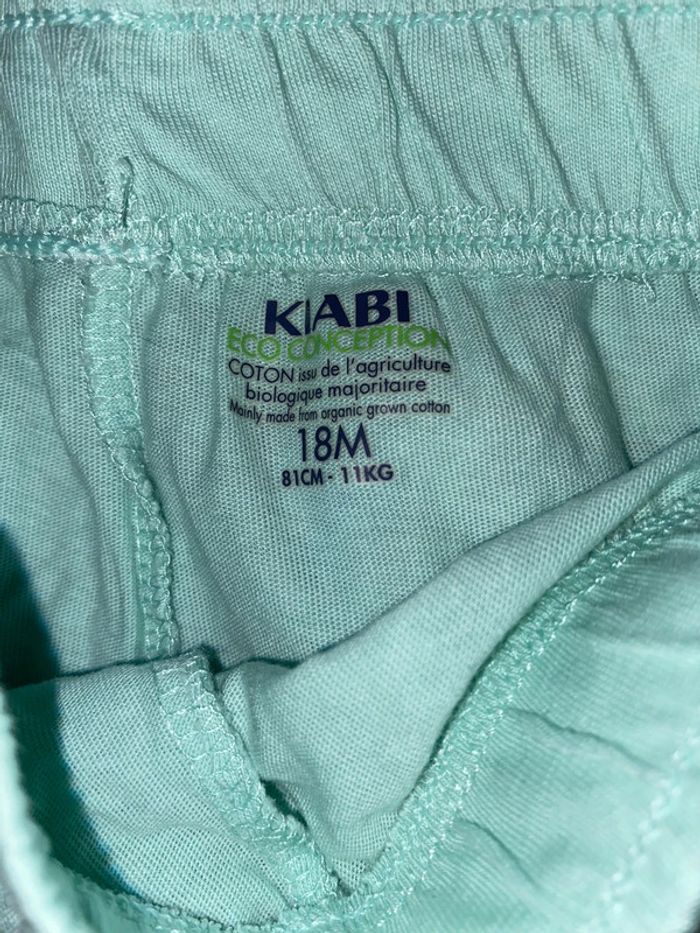 KIABI
ECO CONCEPTION
COTON issu de l'agriculture
biologique majoritaire
Mainly made from organic grown cotton
18M
81CM - 11KG